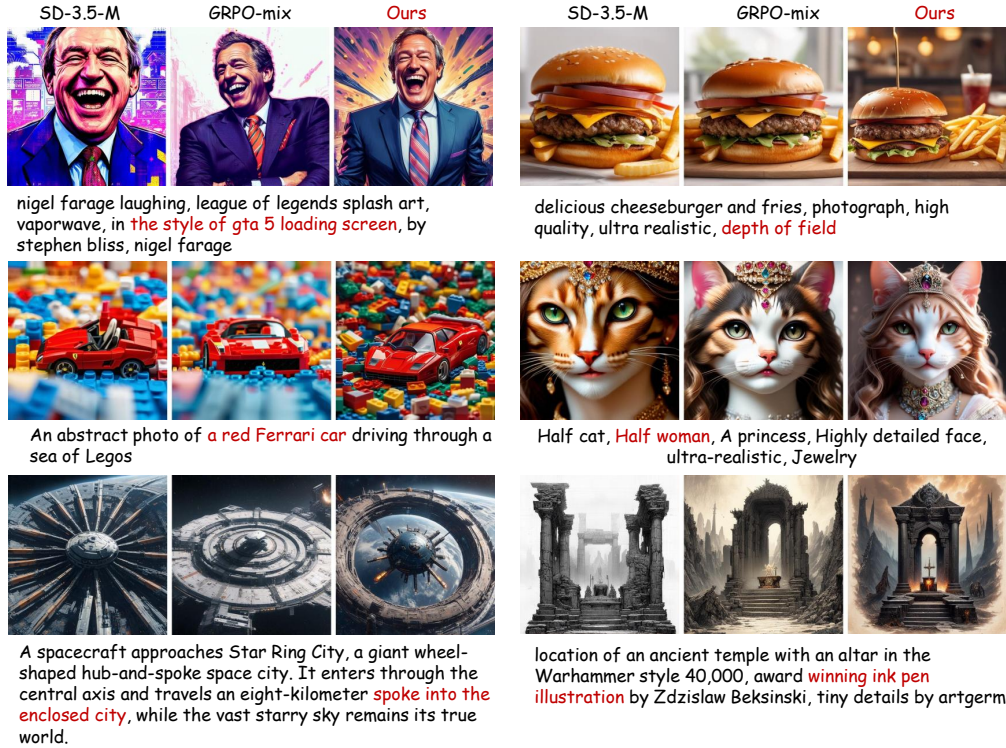 SD-3.5-M GRPO-mix Ours
SD-3.5-M GRPO-mix Ours
nigel farage laughing, league of legends splash art,
vaporwave, in the style of gta 5 loading screen, by
stephen bliss, nigel farage
delicious cheeseburger and fries, photograph, high
quality, ultra realistic, depth of field
An abstract photo of a red Ferrari car driving through a
sea of Legos
Half cat, Half woman, A princess, Highly detailed face,
ultra-realistic, Jewelry
A spacecraft approaches Star Ring City, a giant wheel-
shaped hub-and-spoke space city. It enters through the
central axis and travels an eight-kilometer spoke into the
enclosed city, while the vast starry sky remains its true
world.
location of an ancient temple with an altar in the
Warhammer style 40,000, award winning ink pen
illustration by Zdzislaw Beksinski, tiny details by artgerm